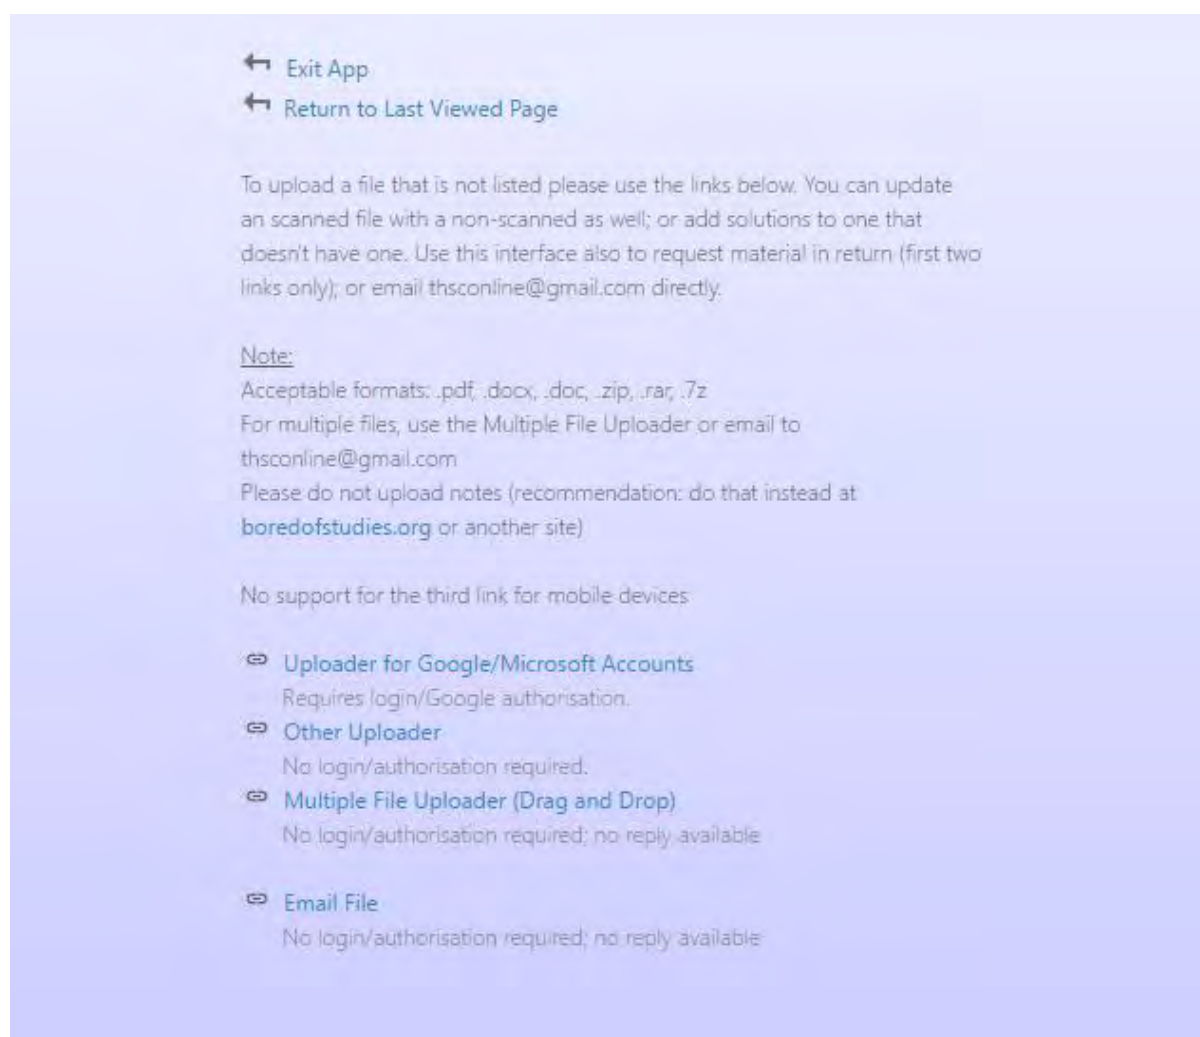 Exit App
Return to Last Viewed Page
To upload a file that is not listed please use the links below. You can update
an scanned file with a non-scanned as well; or add solutions to one that
doesn't have one. Use this interface also to request material in return (first two
links only); or email thsconline@gmail.com directly.
Note:
Acceptable formats: .pdf, .docx, .doc, .zip, .rar, .7z
For multiple files, use the Multiple File Uploader or email to
thsconline@gmail.com
Please do not upload notes (recommendation: do that instead at
boredofstudies.org or another site)
No support for the third link for mobile devices
Uploader for Google/Microsoft Accounts
Requires login/Google authorisation.
Other Uploader
No login/authorisation required.
Multiple File Uploader (Drag and Drop)
No login/authorisation required; no reply available
Email File
No login/authorisation required; no reply available